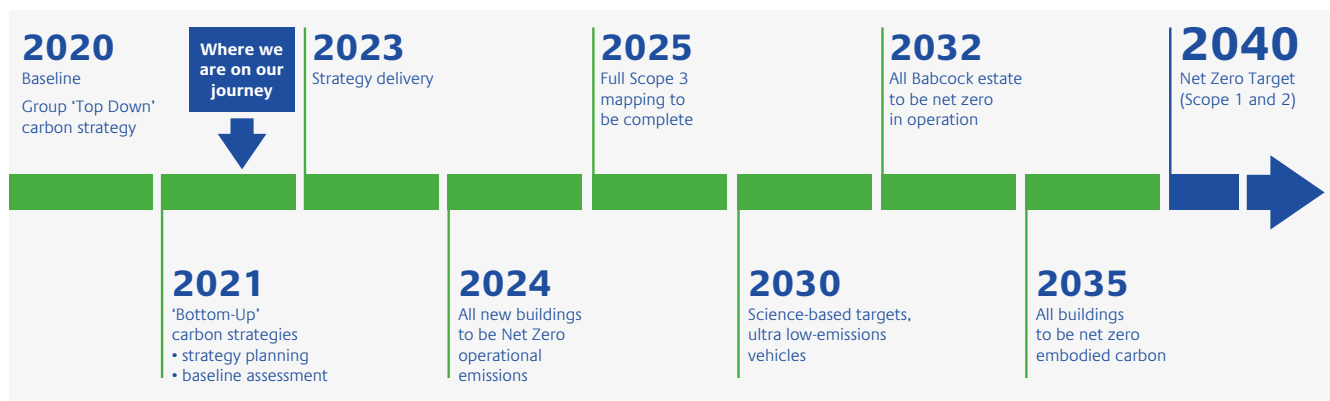 2020
Baseline
Group ‘Top Down’
carbon strategy
Where we
are on our
journey
2023
Strategy delivery
2025
Full Scope 3
mapping to
be complete
2032
All Babcock estate
to be net zero
in operation
2040
Net Zero Target
(Scope 1 and 2)
2021
‘Bottom-Up’
carbon strategies
• strategy planning
• baseline assessment
2024
All new buildings
to be Net Zero
operational
emissions
2030
Science-based targets,
ultra low-emissions
vehicles
2035
All buildings
to be net zero
embodied carbon